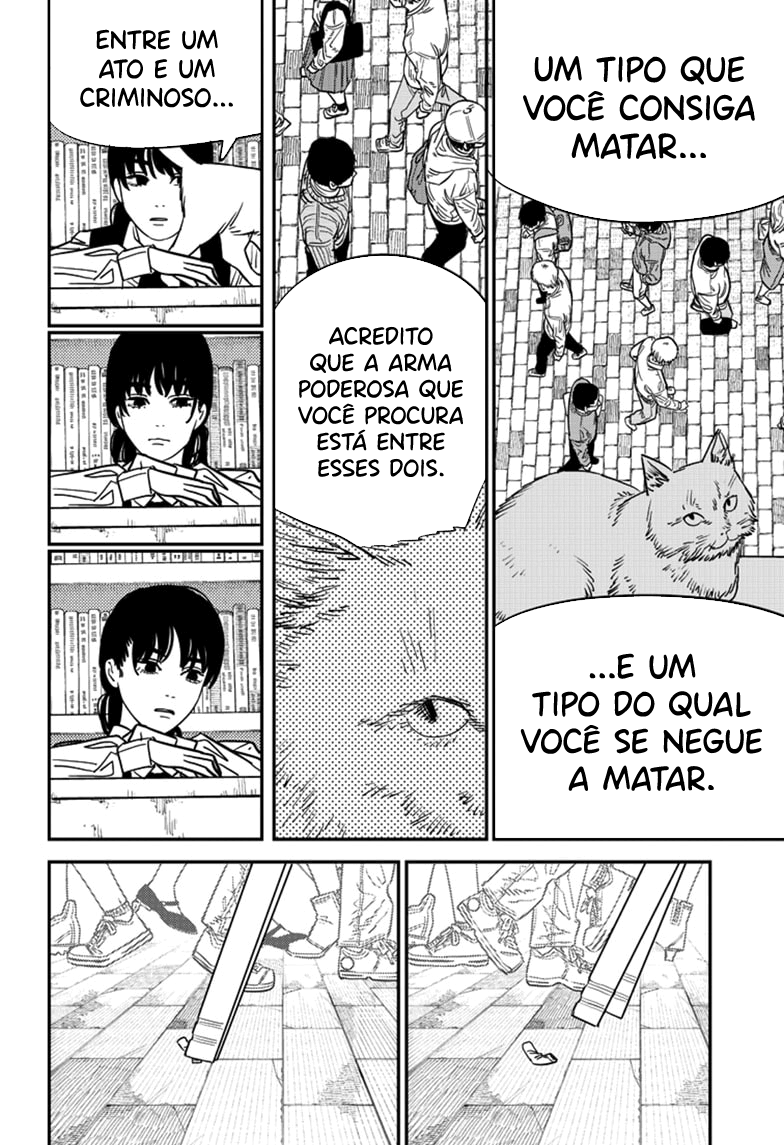 UM TIPO QUE
VOCÊ CONSIGA
MATAR...
...E UM
TIPO DO QUAL
VOCÊ SE NEGUE
A MATAR.
ACREDITO
QUE A ARMA
PODEROSA QUE
VOCÊ PROCURA
ESTÁ ENTRE
ESSES DOIS.
ENTRE UM
ATO E UM
CRIMINOSO...